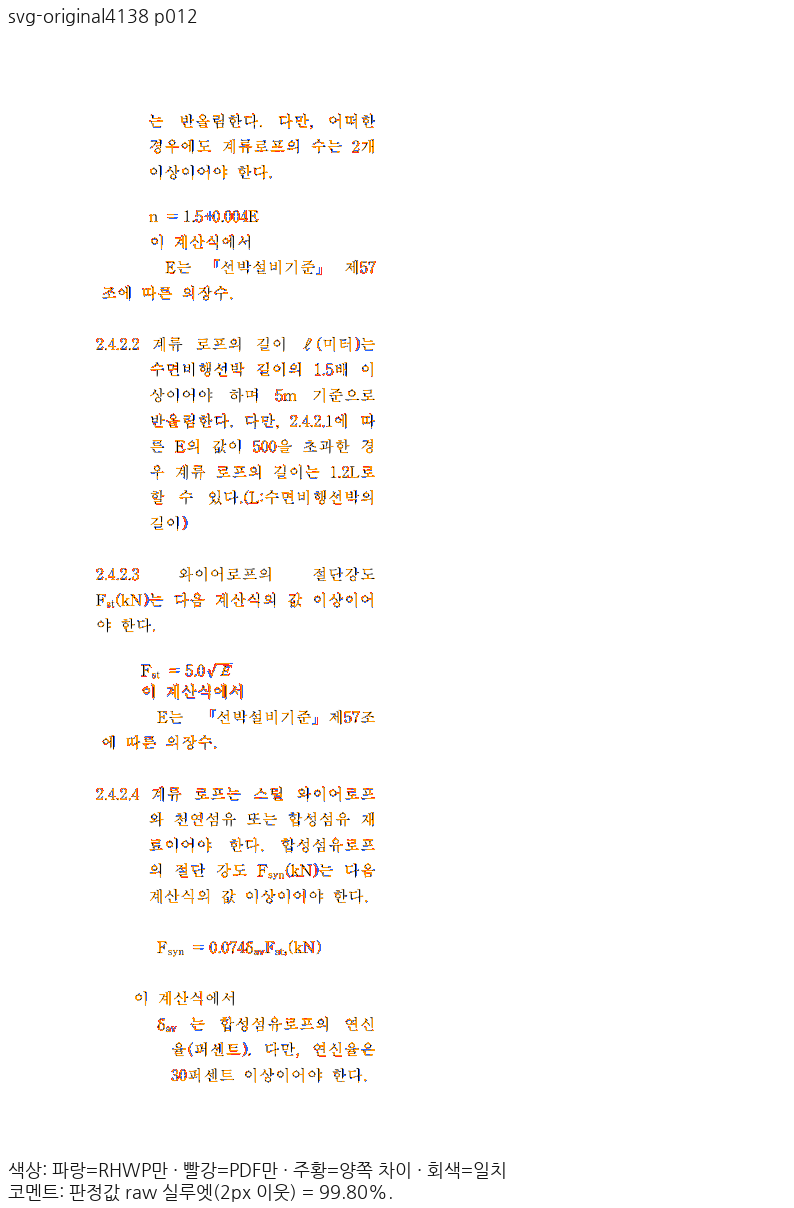 svg-original4138 p012
는 반올림한다. 다만, 어떠한
경우에도 계류로프의 수는 2개
이상이어야 한다.
n = 1.5+0.004E
이 계산식에서
E는 『선박설비기준』 제57
조에 따른 의장수.
2.4.2.2 계류 로프의 길이 ℓ(미터)는
수면비행선박 길이의 1.5배 이
상이어야 하며 5m 기준으로
반올림한다. 다만, 2.4.2.1에 따
른 E의 값이 500을 초과한 경
우 계류 로프의 길이는 1.2L로
할 수 있다.(L:수면비행선박의
길이)
2.4.2.3 와이어로프의 절단강도
Fst(kN)는 다음 계산식의 값 이상이어
야 한다.
Fst = 5.0√E
이 계산식에서
E는 『선박설비기준』제57조
에 따른 의장수.
2.4.2.4 계류 로프는 스틸 와이어로프
와 천연섬유 또는 합성섬유 재
료이어야 한다. 합성섬유로프
의 절단 강도 Fsyn(kN)는 다음
계산식의 값 이상이어야 한다.
Fsyn = 0.074δavFst,(kN)
이 계산식에서
δav 는 합성섬유로프의 연신
율(퍼센트). 다만, 연신율은
30퍼센트 이상이어야 한다.
색상: 파랑=RHWP만 · 빨강=PDF만 · 주황=양쪽 차이 · 회색=일치
코멘트: 판정값 raw 실루엣(2px 이웃) = 99.80%.